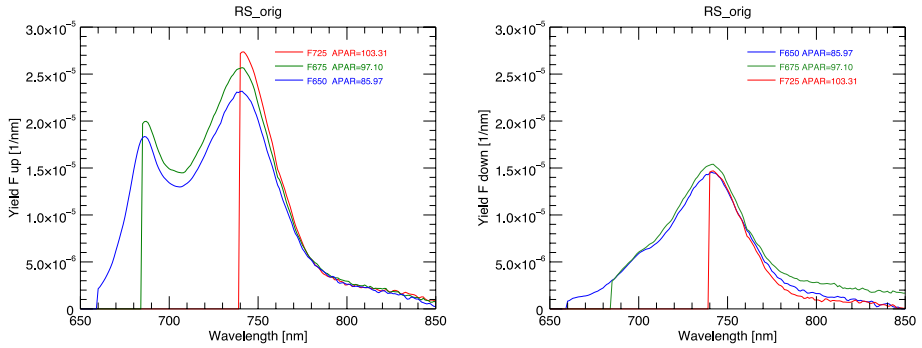 RS_orig
3.0×10⁻⁵
2.5×10⁻⁵
2.0×10⁻⁵
1.5×10⁻⁵
1.0×10⁻⁵
5.0×10⁻⁶
0
Yield F up [1/nm]
F725 APAR=103.31
F675 APAR=97.10
F650 APAR=85.97
650 700 750 800 850
Wavelength [nm]
RS_orig
3.0×10⁻⁵
2.5×10⁻⁵
2.0×10⁻⁵
1.5×10⁻⁵
1.0×10⁻⁵
5.0×10⁻⁶
0
Yield F down [1/nm]
F650 APAR=85.97
F675 APAR=97.10
F725 APAR=103.31
650 700 750 800 850
Wavelength [nm]